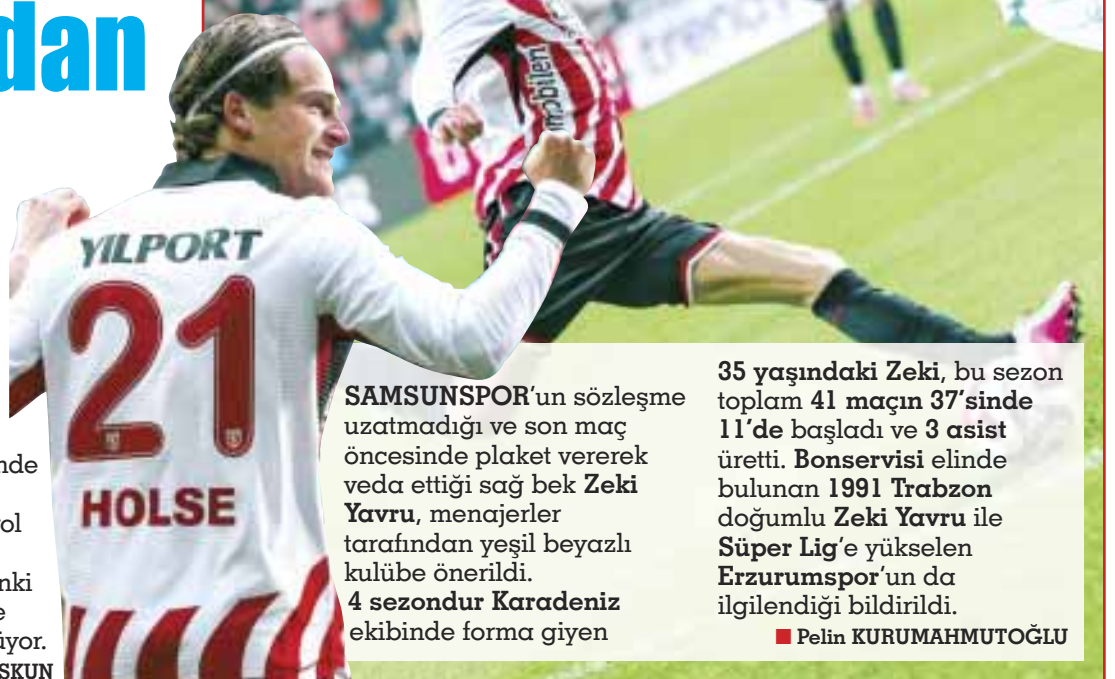 dan
mobilen
YILPORT
21
HOLSE
nde
ol
nki
e
üyor.
SKUN
SAMSUNSPOR'un sözleşme
uzatmadığı ve son maç
öncesinde plaket vererek
veda ettiği sağ bek Zeki
Yavru, menajerler
tarafından yeşil beyazlı
kulübe önerildi.
4 sezondur Karadeniz
ekibinde forma giyen
35 yaşındaki Zeki, bu sezon
toplam 41 maçın 37'sinde
11'de başladı ve 3 asist
üretti. Bonservisi elinde
bulunan 1991 Trabzon
doğumlu Zeki Yavru ile
Süper Lig'e yükselen
Erzurumspor'un da
ilgilendiği bildirildi.
■ Pelin KURUMAHMUTOĞLU